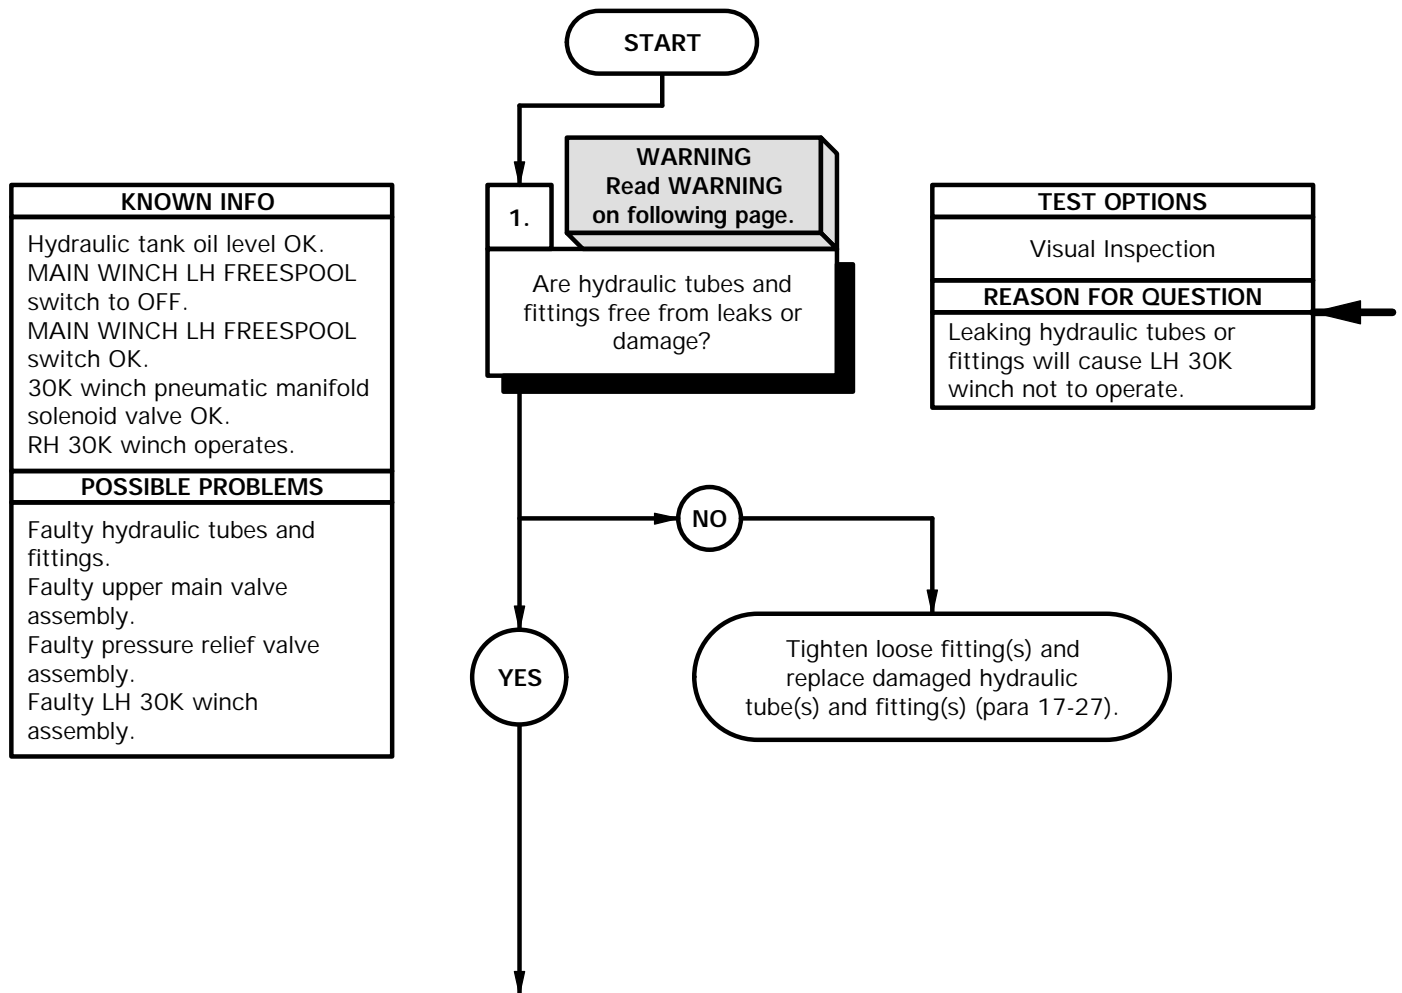 START
WARNING
Read WARNING
on following page.
1.
Are hydraulic tubes and
fittings free from leaks or
damage?
KNOWN INFO
Hydraulic tank oil level OK.
MAIN WINCH LH FREESPOOL
switch to OFF.
MAIN WINCH LH FREESPOOL
switch OK.
30K winch pneumatic manifold
solenoid valve OK.
RH 30K winch operates.
POSSIBLE PROBLEMS
Faulty hydraulic tubes and
fittings.
Faulty upper main valve
assembly.
Faulty pressure relief valve
assembly.
Faulty LH 30K winch
assembly.
TEST OPTIONS
Visual Inspection
REASON FOR QUESTION
Leaking hydraulic tubes or
fittings will cause LH 30K
winch not to operate.
NO
YES
Tighten loose fitting(s) and
replace damaged hydraulic
tube(s) and fitting(s) (para 17-27).